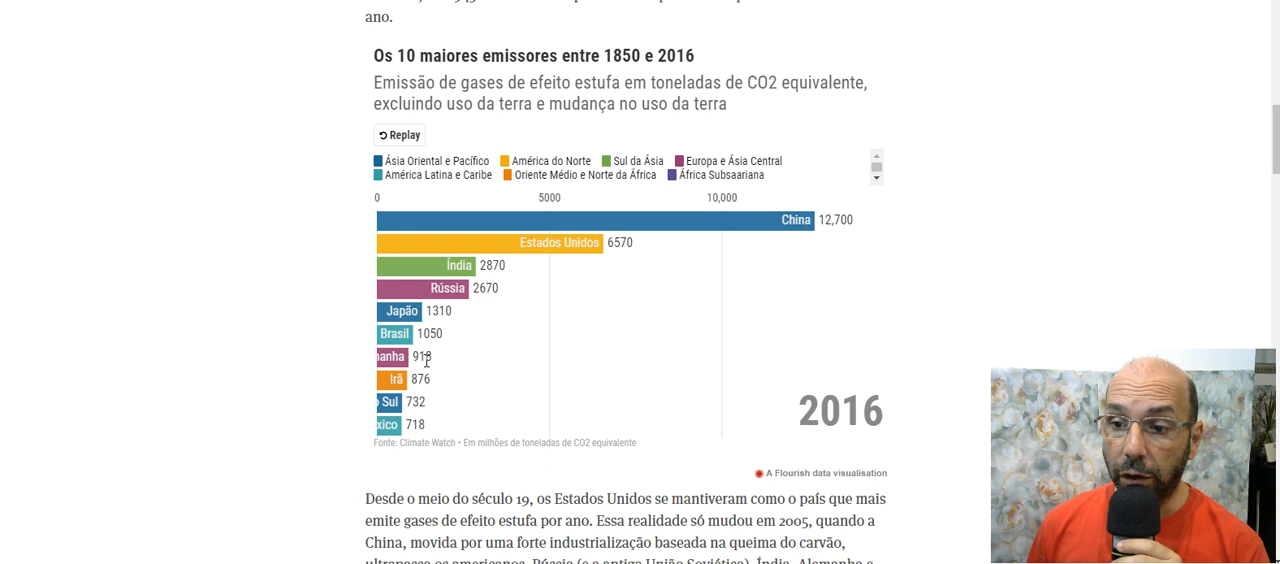 ano.
Os 10 maiores emissores entre 1850 e 2016
Emissão de gases de efeito estufa em toneladas de CO2 equivalente,
excluindo uso da terra e mudança no uso da terra
Replay
Ásia Oriental e Pacífico América do Norte Sul da Ásia Europa e Ásia Central
América Latina e Caribe Oriente Médio e Norte da África África Subsaariana
0 5000 10,000
China 12,700
Estados Unidos 6570
Índia 2870
Rússia 2670
Japão 1310
Brasil 1050
manha
Irã 876
o Sul 732
xico 718
2016
Fonte: Climate Watch • Em milhões de toneladas de CO2 equivalente
A Flourish data visualisation
Desde o meio do século 19, os Estados Unidos se mantiveram como o país que mais
emite gases de efeito estufa por ano. Essa realidade só mudou em 2005, quando a
China, movida por uma forte industrialização baseada na queima do carvão,